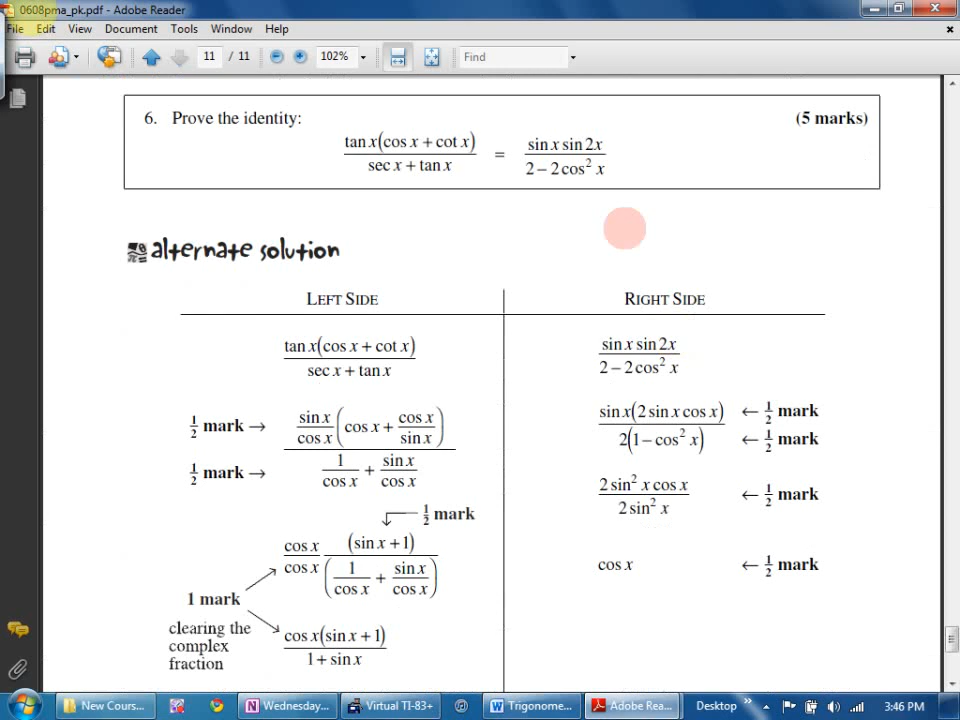 0608pma_pk.pdf - Adobe Reader
File Edit View Document Tools Window Help
11 / 11 102% Find
6. Prove the identity: (5 marks)
tan x(cos x + cot x) / sec x + tan x = sin x sin 2x / 2 − 2 cos² x
alternate solution
LEFT SIDE
tan x(cos x + cot x)
sec x + tan x
½ mark → sin x / cos x (cos x + cos x / sin x)
½ mark → 1 / cos x + sin x / cos x
½ mark
cos x / cos x (sin x + 1) / (1 / cos x + sin x / cos x)
1 mark
clearing the
complex
fraction
cos x(sin x + 1)
1 + sin x
RIGHT SIDE
sin x sin 2x
2 − 2 cos² x
sin x(2 sin x cos x) ← ½ mark
2(1 − cos² x) ← ½ mark
2 sin² x cos x
2 sin² x
← ½ mark
cos x ← ½ mark
New Cours... Wednesday... Virtual TI-83+ Trigonome... Adobe Rea... Desktop » 3:46 PM